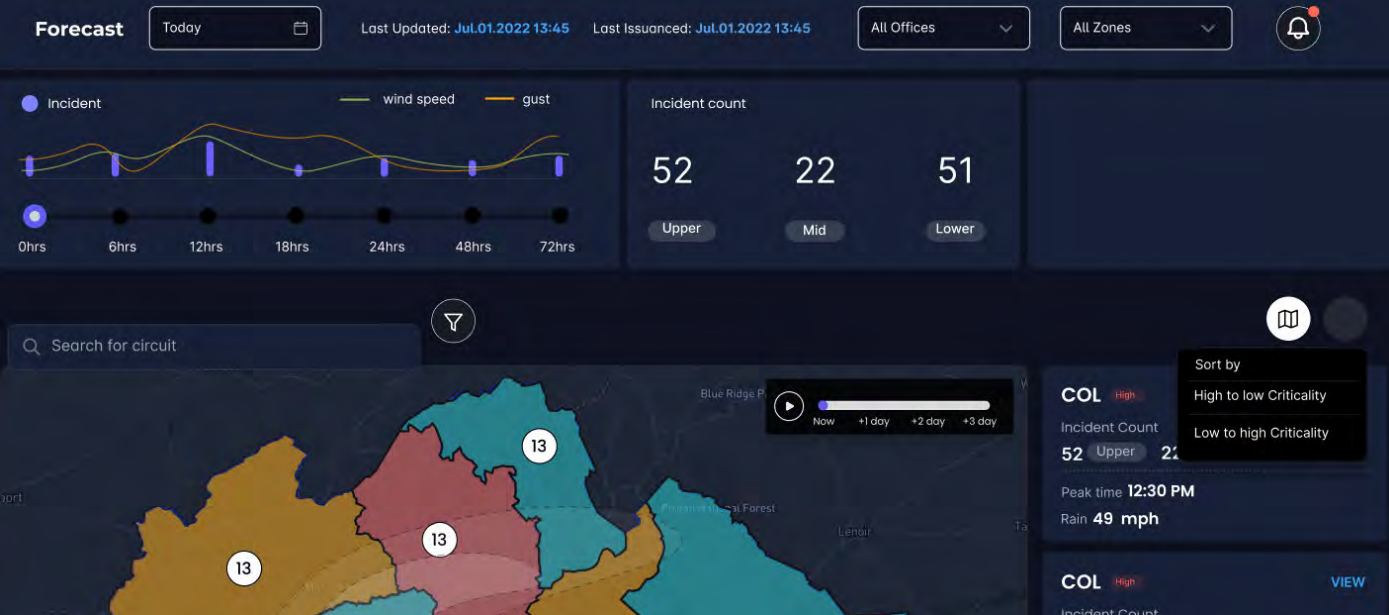 Forecast
Today
Last Updated: Jul.01.2022 13:45
Last Issuanced: Jul.01.2022 13:45
All Offices
All Zones
Incident
wind speed
gust
0hrs
6hrs
12hrs
18hrs
24hrs
48hrs
72hrs
Incident count
52
22
51
Upper
Mid
Lower
Search for circuit
Blue Ridge P
Now
+1 day
+2 day
+3 day
13
13
13
al Forest
Lenoir
Sort by
High to low Criticality
Low to high Criticality
COL High
Incident Count
52 Upper 22
Peak time 12:30 PM
Rain 49 mph
COL High
VIEW
Incident Count